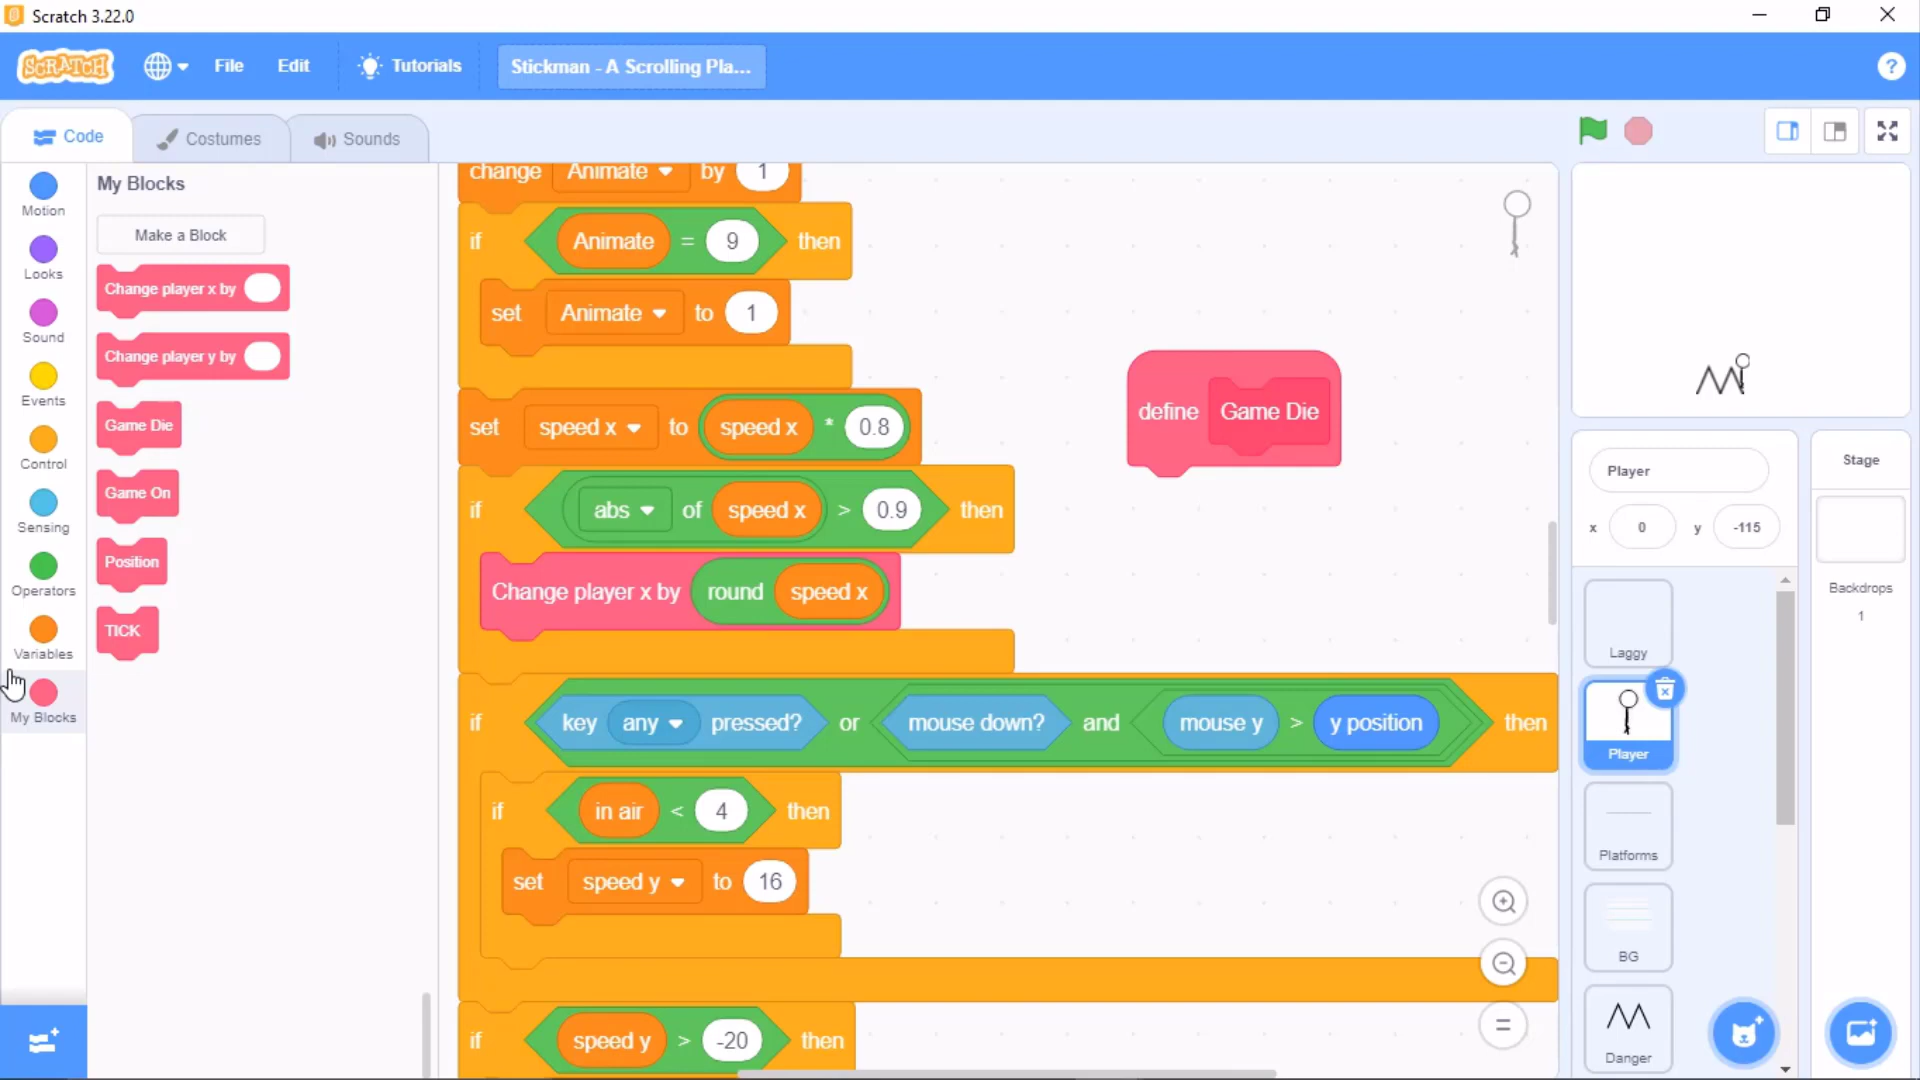 Scratch 3.22.0
SCRATCH
File
Edit
Tutorials
Stickman - A Scrolling Pla...
?
Code
Costumes
Sounds
Motion
Looks
Sound
Events
Control
Sensing
Operators
Variables
My Blocks
My Blocks
Make a Block
Change player x by
Change player y by
Game Die
Game On
Position
TICK
change Animate by 1
if Animate = 9 then
set Animate to 1
set speed x to speed x * 0.8
if abs of speed x > 0.9 then
Change player x by round speed x
if key any pressed? or mouse down? and mouse y > y position then
if in air < 4 then
set speed y to 16
if speed y > -20 then
define Game Die
Player
x 0 y -115
Laggy
Player
Platforms
BG
Danger
Stage
Backdrops
1